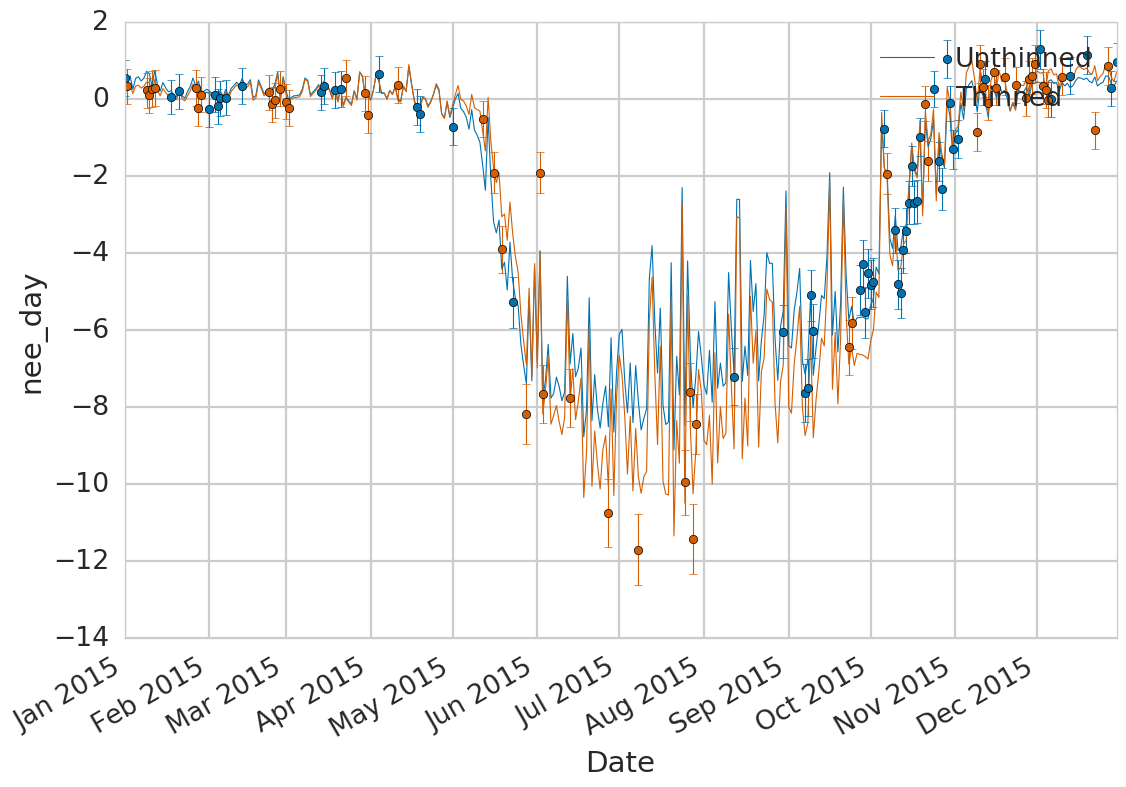 2
0
−2
−4
−6
−8
−10
−12
−14
nee_day
Unthinned
Thinned
Jan 2015
Feb 2015
Mar 2015
Apr 2015
May 2015
Jun 2015
Jul 2015
Aug 2015
Sep 2015
Oct 2015
Nov 2015
Dec 2015
Date